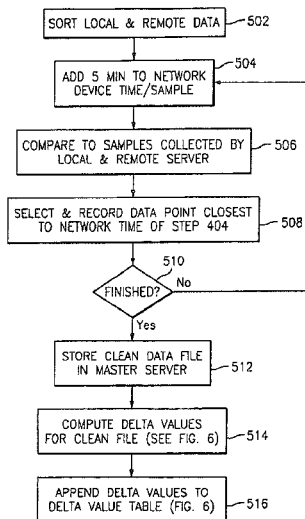 SORT LOCAL & REMOTE DATA
502
504
ADD 5 MIN TO NETWORK
DEVICE TIME/SAMPLE
COMPARE TO SAMPLES COLLECTED BY
LOCAL & REMOTE SERVER
506
SELECT & RECORD DATA POINT CLOSEST
TO NETWORK TIME OF STEP 404
508
510
FINISHED?
No
Yes
STORE CLEAN DATA FILE
IN MASTER SERVER
512
COMPUTE DELTA VALUES
FOR CLEAN FILE (SEE FIG. 6)
514
APPEND DELTA VALUES TO
DELTA VALUE TABLE (FIG. 6)
516